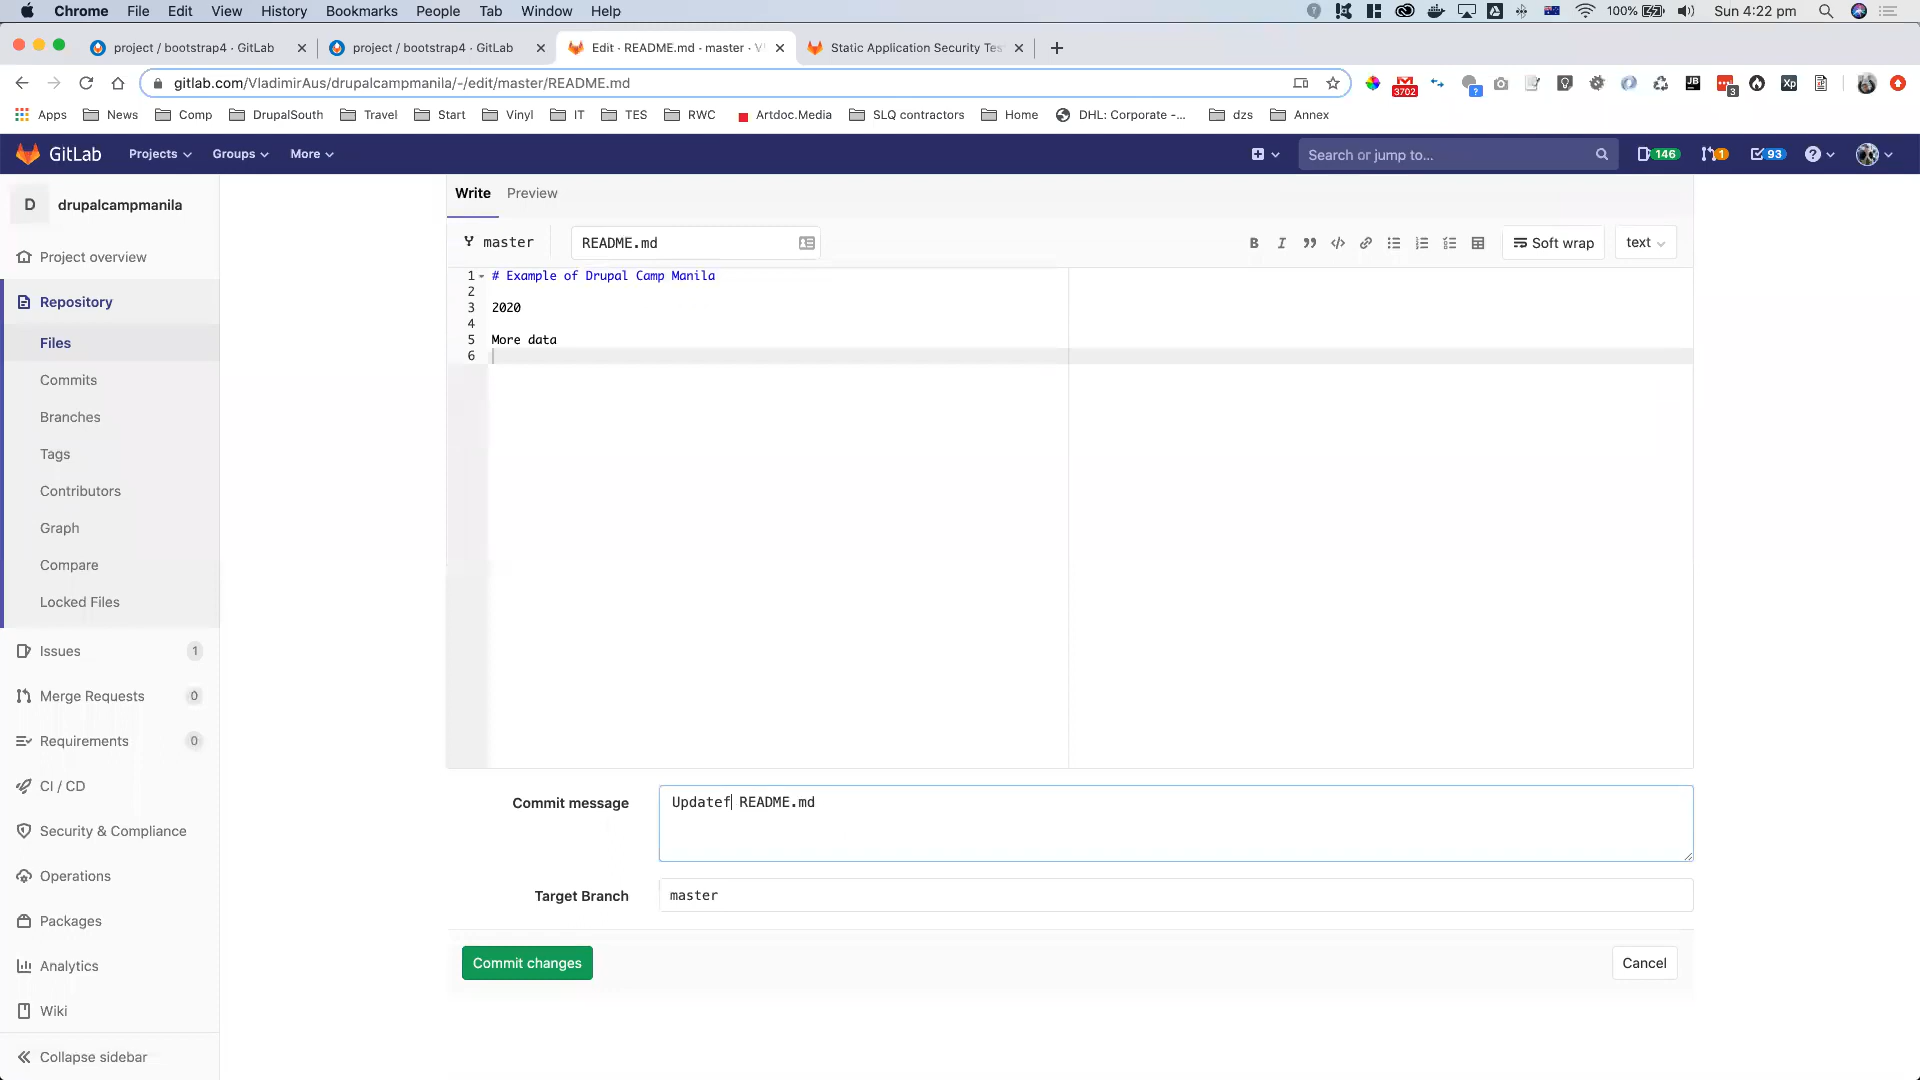 Chrome File Edit View History Bookmarks People Tab Window Help
100% Sun 4:22 pm
project / bootstrap4 · GitLab
project / bootstrap4 · GitLab
Edit · README.md · master ·
Static Application Security Tes
gitlab.com/VladimirAus/drupalcampmanila/-/edit/master/README.md
3702
?
JB
3
Xp
Apps News Comp DrupalSouth Travel Start Vinyl IT TES RWC Artdoc.Media SLQ contractors Home DHL: Corporate -... dzs Annex
GitLab Projects Groups More
Search or jump to...
146 1 93
D drupalcampmanila
Project overview
Repository
Files
Commits
Branches
Tags
Contributors
Graph
Compare
Locked Files
Issues 1
Merge Requests 0
Requirements 0
CI / CD
Security & Compliance
Operations
Packages
Analytics
Wiki
Collapse sidebar
Write Preview
master README.md
B I Soft wrap text
1 # Example of Drupal Camp Manila
2
3 2020
4
5 More data
6
Commit message Updatef README.md
Target Branch master
Commit changes Cancel